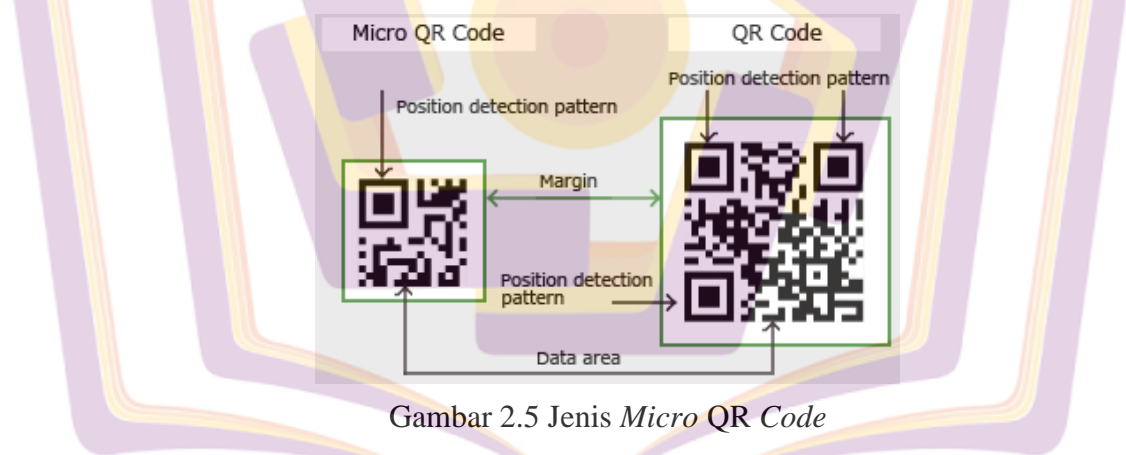 Micro QR Code
QR Code
Position detection pattern
Position detection pattern
Margin
Position detection
pattern
Data area
Gambar 2.5 Jenis Micro QR Code